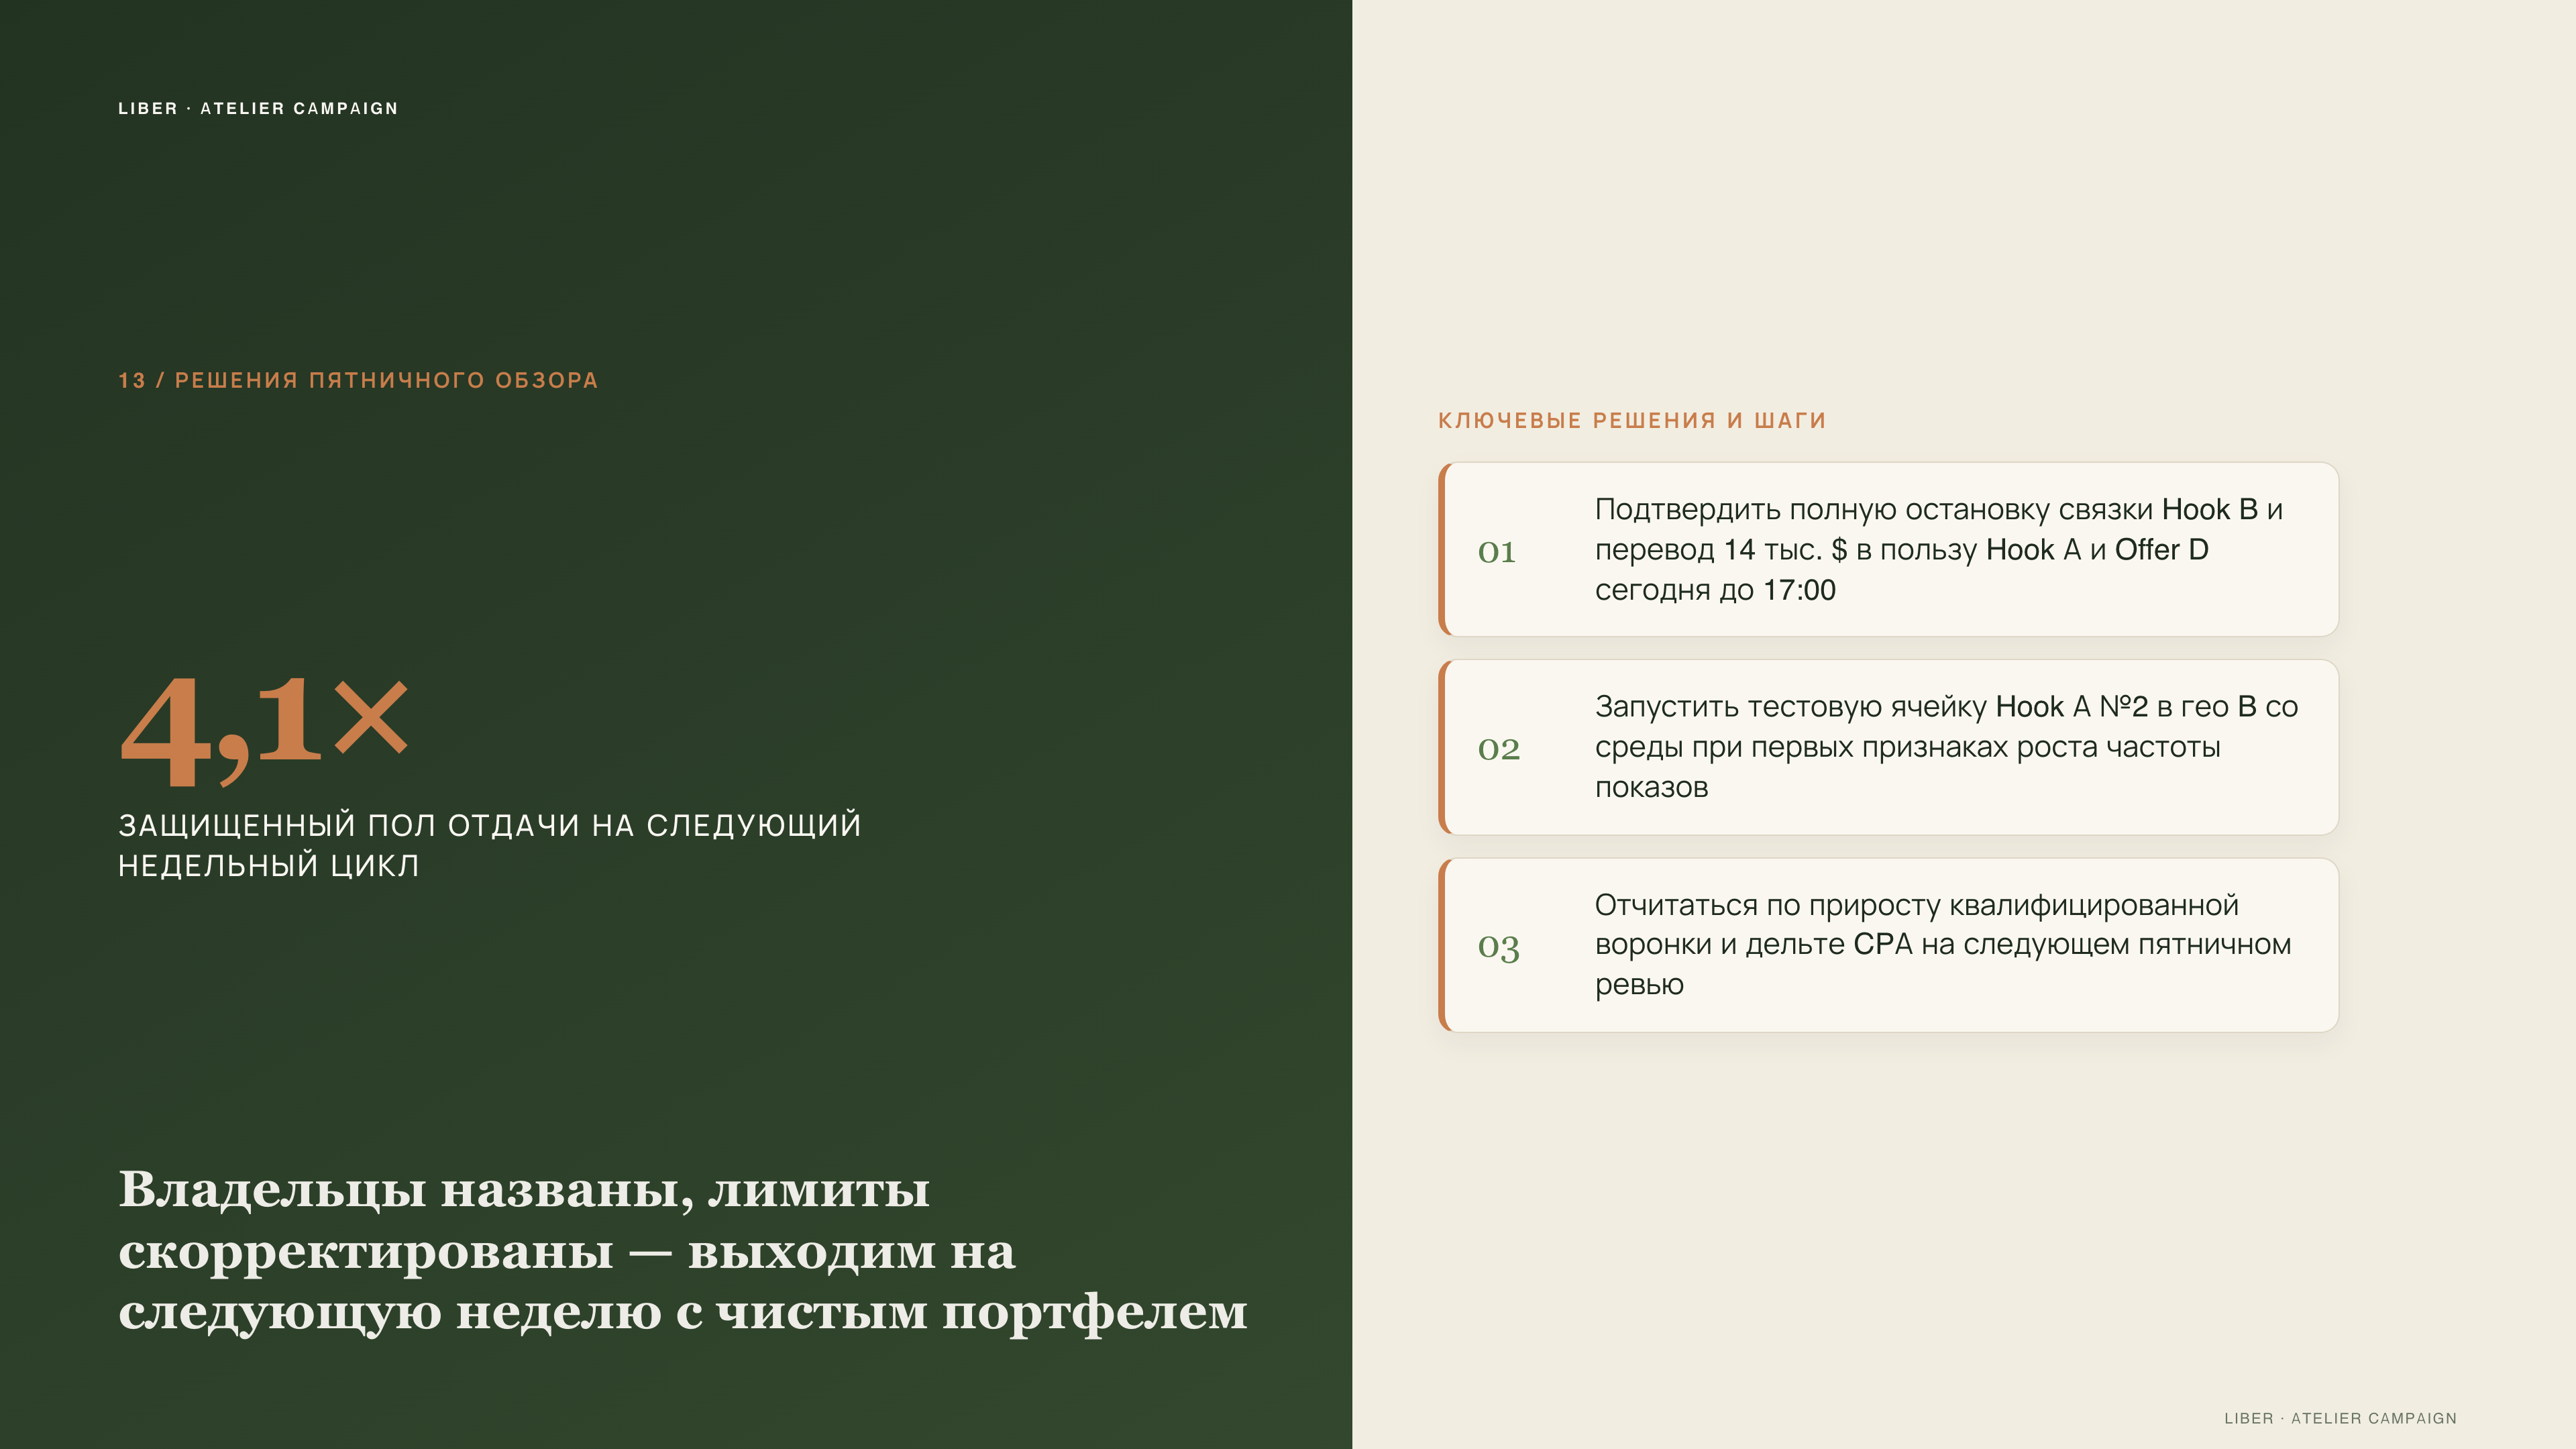 LIBER · ATELIER CAMPAIGN
13 / РЕШЕНИЯ ПЯТНИЧНОГО ОБЗОРА
4,1×
ЗАЩИЩЕННЫЙ ПОЛ ОТДАЧИ НА СЛЕДУЮЩИЙ
НЕДЕЛЬНЫЙ ЦИКЛ
Владельцы названы, лимиты
скорректированы — выходим на
следующую неделю с чистым портфелем
КЛЮЧЕВЫЕ РЕШЕНИЯ И ШАГИ
01
Подтвердить полную остановку связки Hook B и
перевод 14 тыс. $ в пользу Hook A и Offer D
сегодня до 17:00
02
Запустить тестовую ячейку Hook A №2 в гео B со
среды при первых признаках роста частоты
показов
03
Отчитаться по приросту квалифицированной
воронки и дельте CPA на следующем пятничном
ревью
LIBER · ATELIER CAMPAIGN